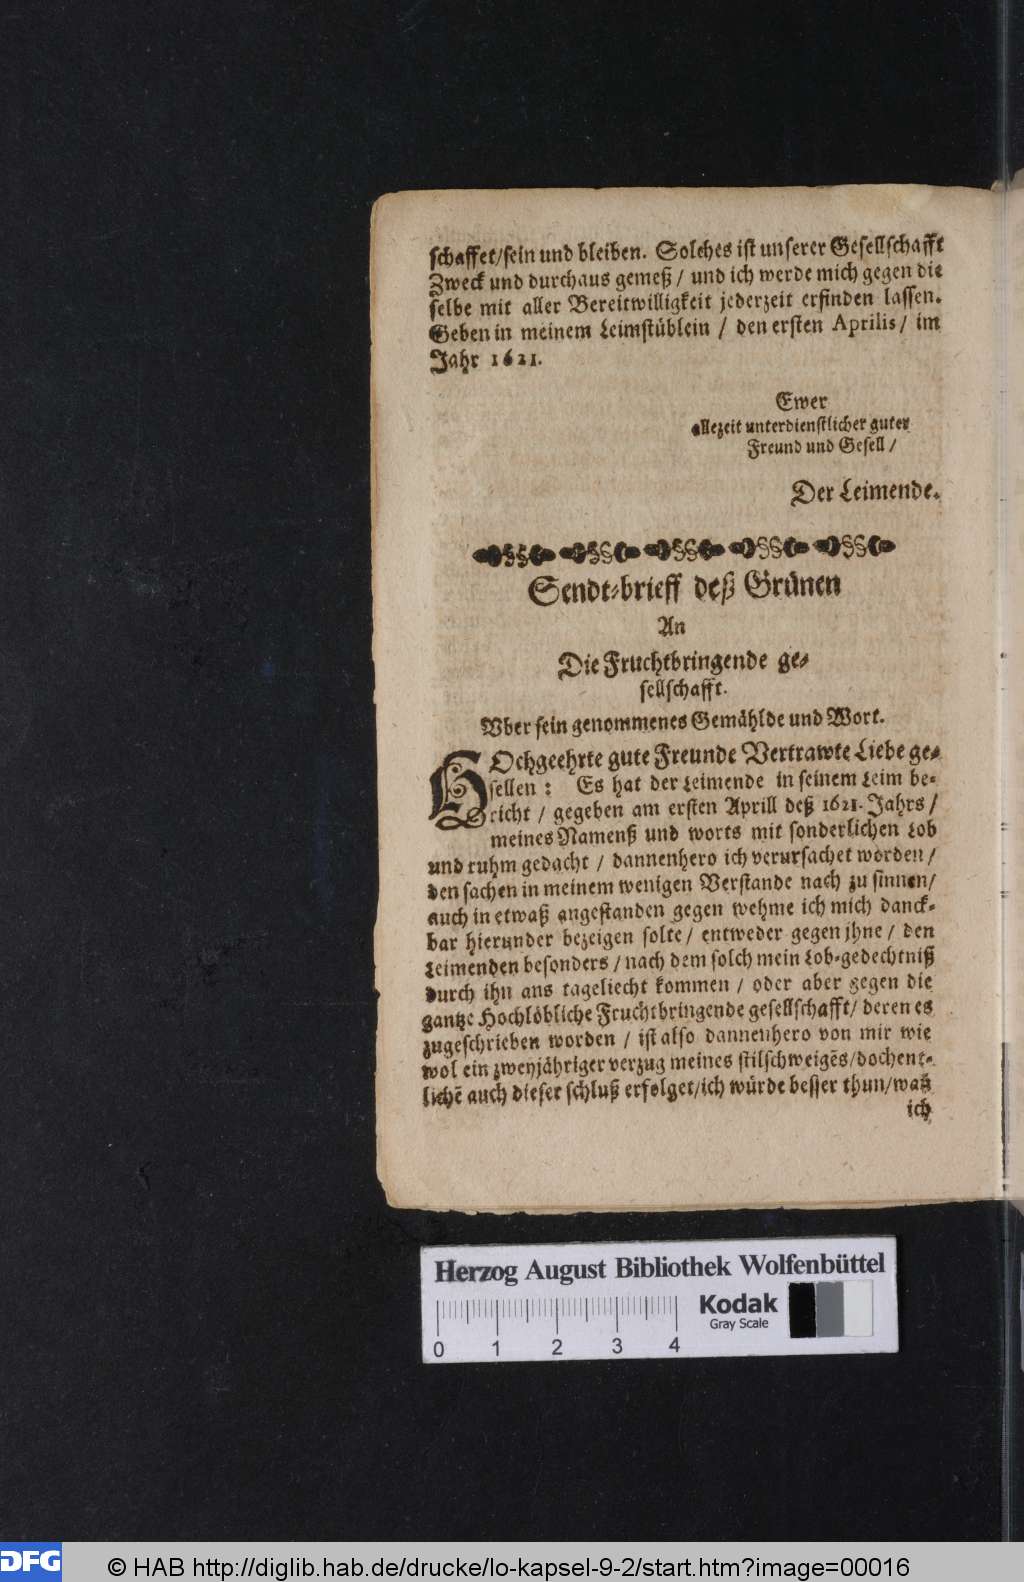 schaffet/sein und bleiben. Solches ist unserer Gesellschafft
Zweck und durchaus gemeß / und ich werde mich gegen die
selbe mit aller Bereitwilligkeit jederzeit erfinden lassen.
Geben in meinem Leimstüblein / den ersten Aprilis / im
Jahr 1621.
Ewer
allezeit unterdienstlicher guter
Freund und Gesell /
Der Leimende.
Sendt-brieff deß Grünen
An
Die Fruchtbringende ge-
sellschafft.
Vber sein genommenes Gemählde und Wort.
HOchgeehrte gute Freunde Vertrawte Liebe ge-
sellen : Es hat der Leimende in seinem Leim be-
richt / gegeben am ersten Aprill deß 1621. Jahrs /
meines Namenß und worts mit sonderlichen Lob
und ruhm gedacht / dannenhero ich verursachet worden /
den sachen in meinem wenigen Verstande nach zu sinnen/
auch in etwaß angestanden gegen wehme ich mich danck-
bar hierunder bezeigen solte / entweder gegen jhne / den
Leimenden besonders / nach dem solch mein Lob-gedechtniß
durch ihn ans tageliecht kommen / oder aber gegen die
gantze Hochlöbliche Fruchtbringende gesellschafft/ deren es
zugeschrieben worden / ist also dannenhero von mir wie
wol ein zweyjähriger verzug meines stilschweigẽs/dochent-
lichẽ auch dieser schluß erfolget/ich würde besser thun/waß
ich
Herzog August Bibliothek Wolfenbüttel
Kodak
Gray Scale
0 1 2 3 4
DFG © HAB http://diglib.hab.de/drucke/lo-kapsel-9-2/start.htm?image=00016